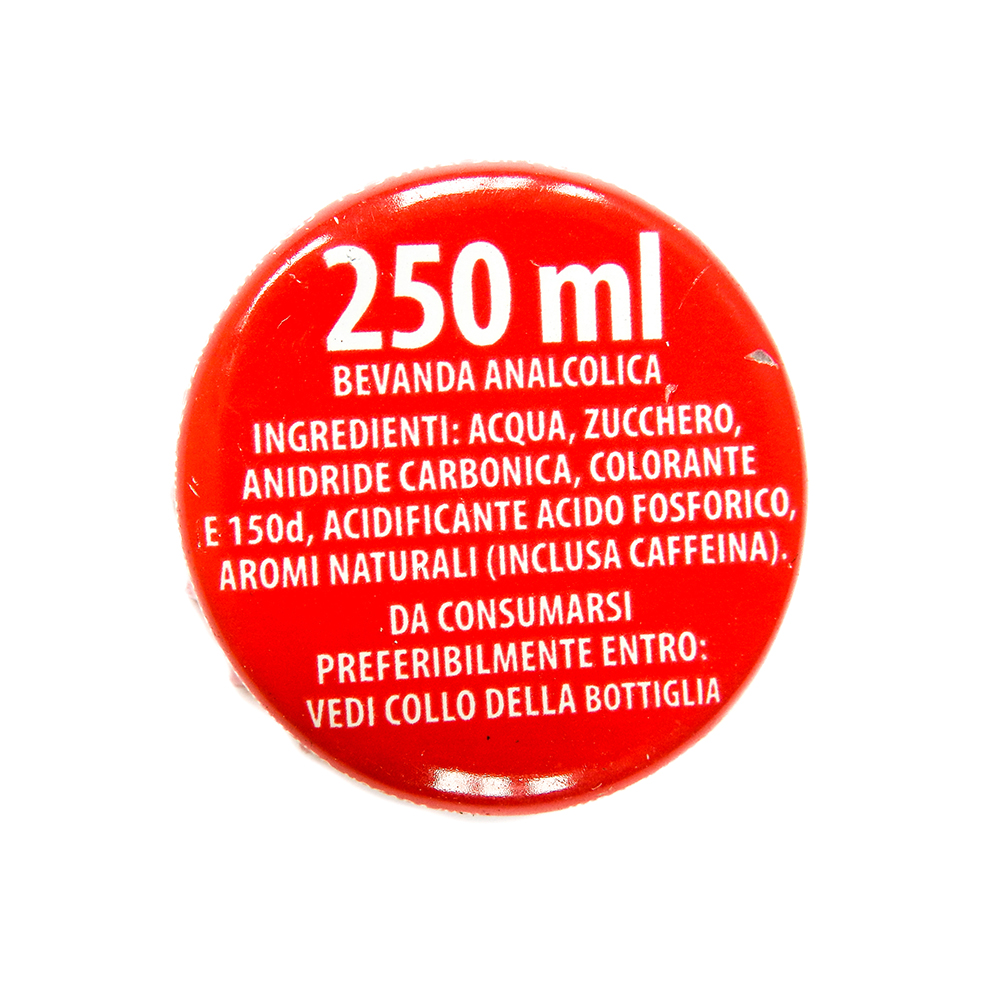 250 ml
BEVANDA ANALCOLICA
INGREDIENTI: ACQUA, ZUCCHERO,
ANIDRIDE CARBONICA, COLORANTE
E 150d, ACIDIFICANTE ACIDO FOSFORICO,
AROMI NATURALI (INCLUSA CAFFEINA).
DA CONSUMARSI
PREFERIBILMENTE ENTRO:
VEDI COLLO DELLA BOTTIGLIA